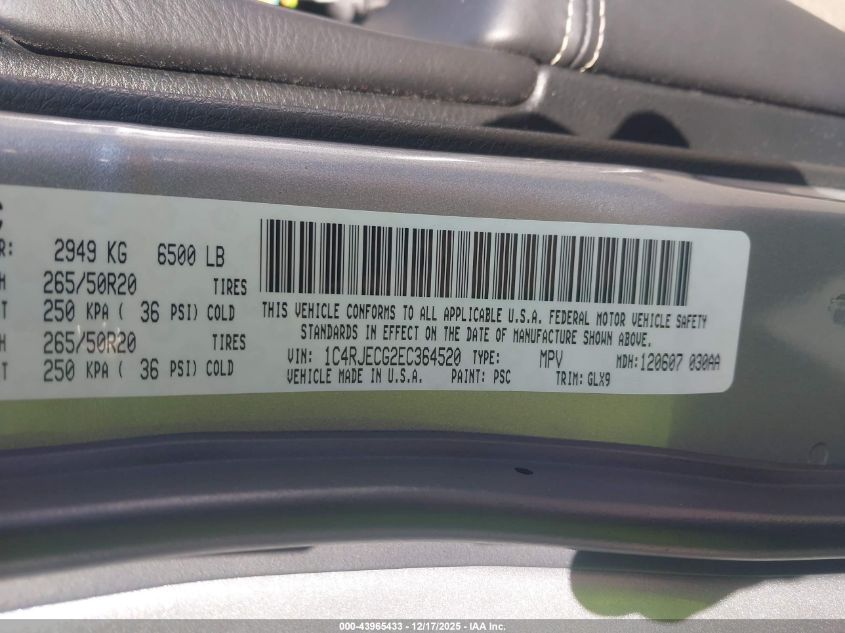 C
R: 2949 KG 6500 LB
H 265/50R20 TIRES
T 250 KPA ( 36 PSI) COLD
H 265/50R20 TIRES
T 250 KPA ( 36 PSI) COLD
THIS VEHICLE CONFORMS TO ALL APPLICABLE U.S.A. FEDERAL MOTOR VEHICLE SAFETY
STANDARDS IN EFFECT ON THE DATE OF MANUFACTURE SHOWN ABOVE.
VIN: 1C4RJECG2EC364520 TYPE: MPV MDH: 120607 030AA
VEHICLE MADE IN U.S.A. PAINT: PSC TRIM: GLX9
000-43965433 - 12/17/2025 - IAA Inc.